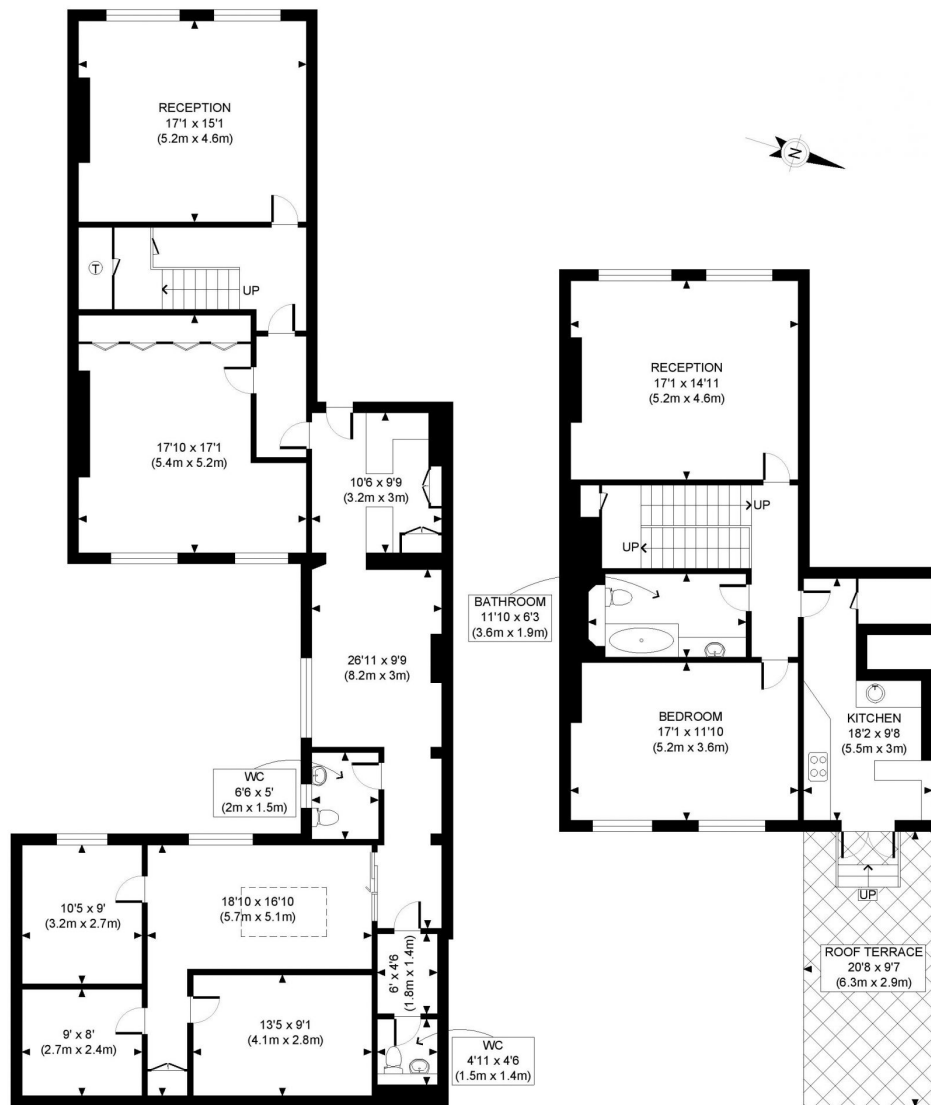 RECEPTION
17'1 x 15'1
(5.2m x 4.6m)
N
T
UP
RECEPTION
17'1 x 14'11
(5.2m x 4.6m)
17'10 x 17'1
(5.4m x 5.2m)
10'6 x 9'9
(3.2m x 3m)
UP
UP
BATHROOM
11'10 x 6'3
(3.6m x 1.9m)
26'11 x 9'9
(8.2m x 3m)
BEDROOM
17'1 x 11'10
(5.2m x 3.6m)
KITCHEN
18'2 x 9'8
(5.5m x 3m)
WC
6'6 x 5'
(2m x 1.5m)
10'5 x 9'
(3.2m x 2.7m)
18'10 x 16'10
(5.7m x 5.1m)
UP
6' x 4'6
(1.8m x 1.4m)
ROOF TERRACE
20'8 x 9'7
(6.3m x 2.9m)
9' x 8'
(2.7m x 2.4m)
13'5 x 9'1
(4.1m x 2.8m)
WC
4'11 x 4'6
(1.5m x 1.4m)